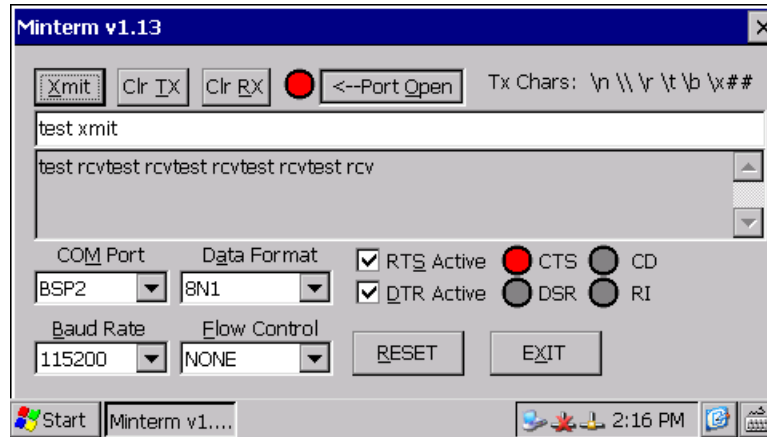 Minterm v1.13
Xmit Clr TX Clr RX <--Port Open Tx Chars: \n \\ \r \t \b \x##
test xmit
test rcvtest rcvtest rcvtest rcvtest rcv
COM Port Data Format RTS Active CTS CD
BSP2 8N1 DTR Active DSR RI
Baud Rate Flow Control
115200 NONE RESET EXIT
Start Minterm v1.... 2:16 PM